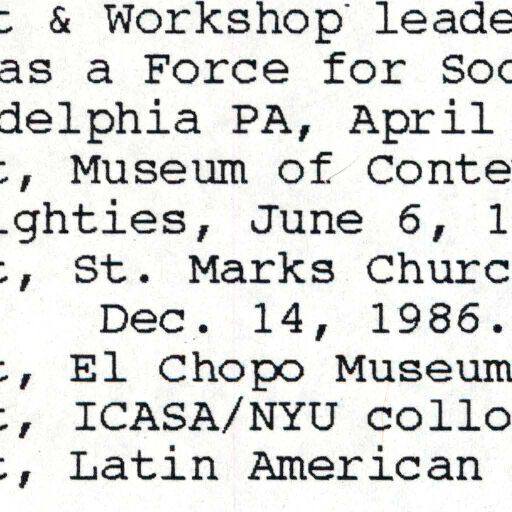 t & Workshop leade
as a Force for Soc
delphia PA, April
t, Museum of Conte
ighties, June 6, 1
t, St. Marks Churc
Dec. 14, 1986.
t, El Chopo Museum
t, ICASA/NYU collo
t, Latin American